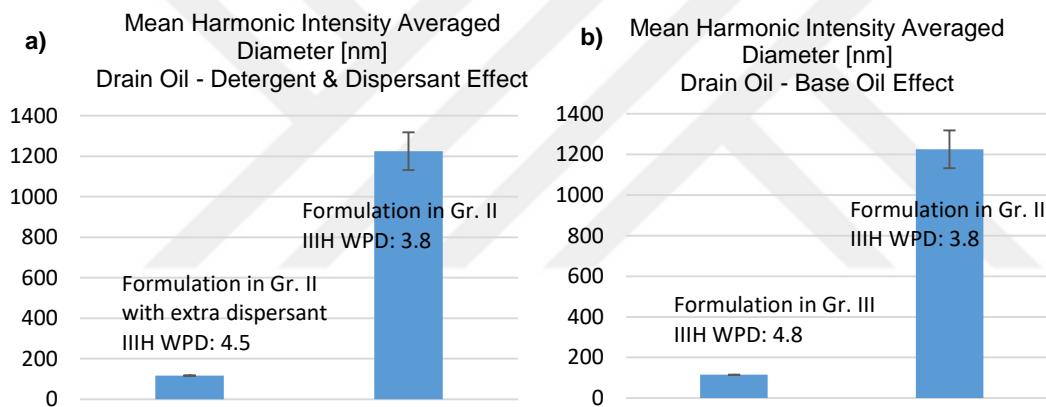 a)
Mean Harmonic Intensity Averaged
Diameter [nm]
Drain Oil - Detergent & Dispersant Effect
1400
1200
1000
800
600
400
200
0
Formulation in Gr. II
IIIH WPD: 3.8
Formulation in Gr. II
with extra dispersant
IIIH WPD: 4.5
b)
Mean Harmonic Intensity Averaged
Diameter [nm]
Drain Oil - Base Oil Effect
1400
1200
1000
800
600
400
200
0
Formulation in Gr. II
IIIH WPD: 3.8
Formulation in Gr. III
IIIH WPD: 4.8